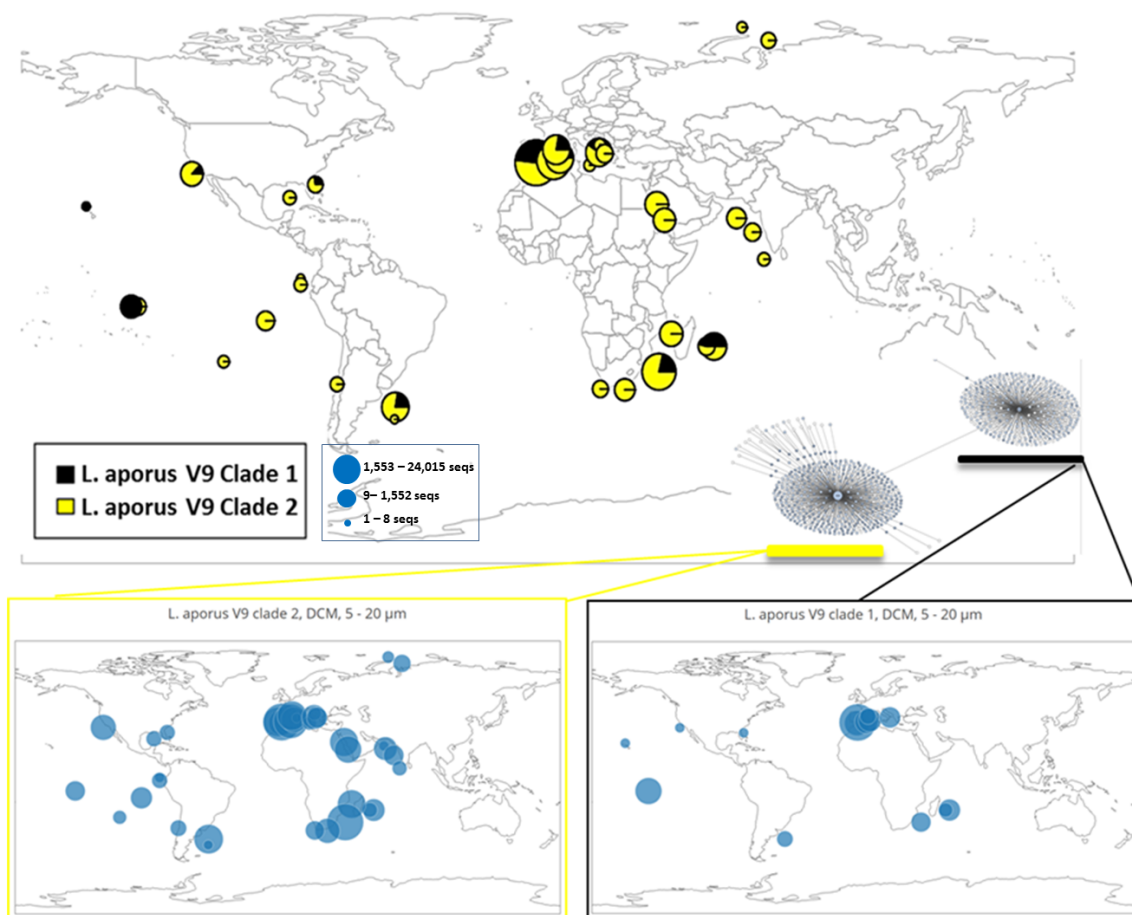 L. aporus V9 Clade 1
L. aporus V9 Clade 2
1,553 – 24,015 seqs
9– 1,552 seqs
1 – 8 seqs
L. aporus V9 clade 2, DCM, 5 - 20 µm
L. aporus V9 clade 1, DCM, 5 - 20 µm